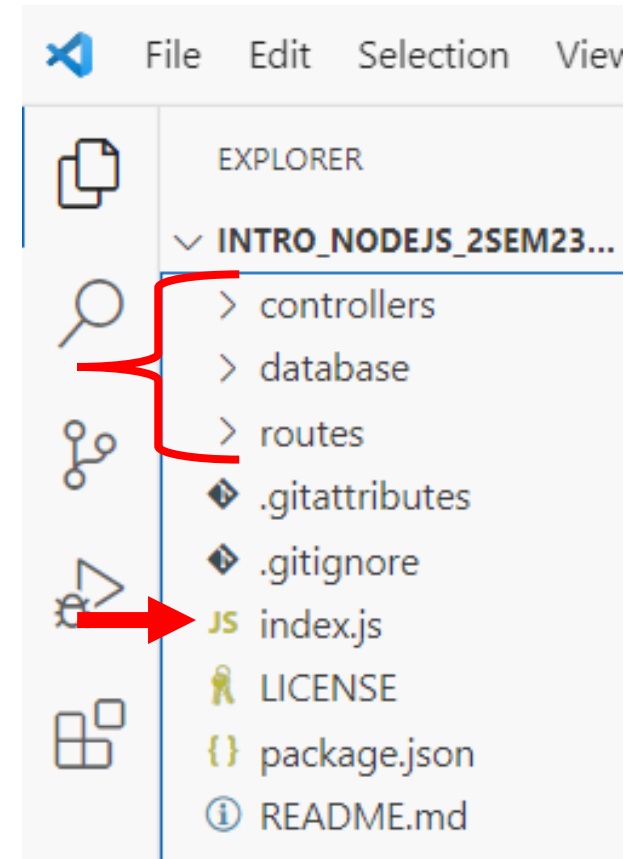 File Edit Selection View
EXPLORER
INTRO_NODEJS_2SEM23...
controllers
database
routes
.gitattributes
.gitignore
JS index.js
LICENSE
{} package.json
README.md